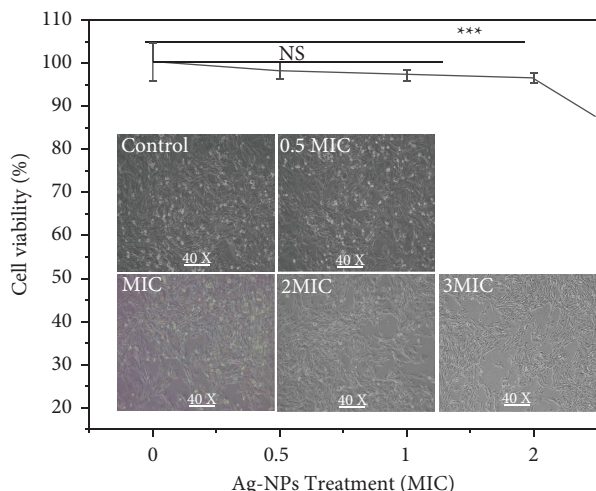 110
100
90
80
70
60
50
40
30
20
Cell viability (%)
***
NS
Control
40 X
0.5 MIC
40 X
MIC
40 X
2MIC
40 X
3MIC
40 X
0
0.5
1
2
Ag-NPs Treatment (MIC)